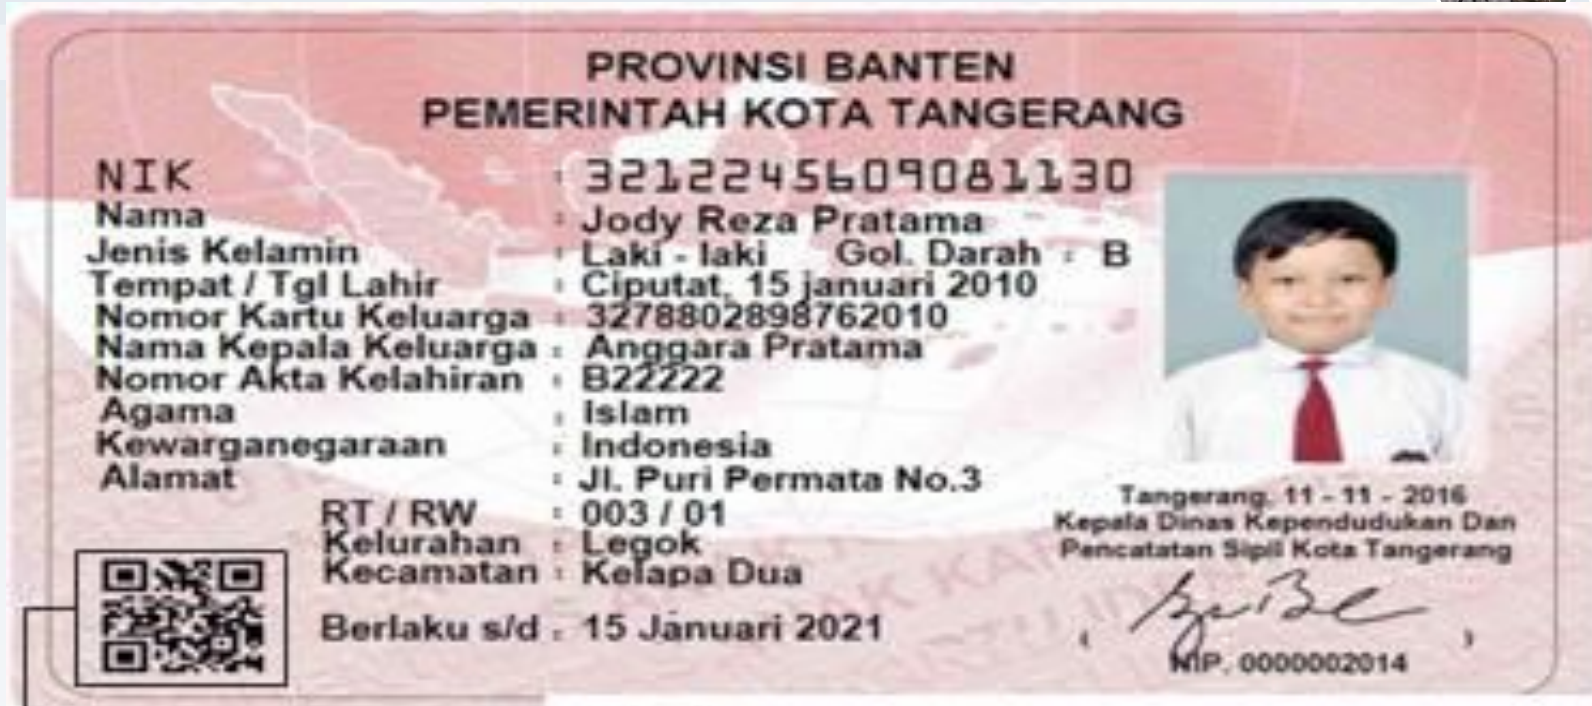 PROVINSI BANTEN
PEMERINTAH KOTA TANGERANG
NIK : 3212245609081130
Nama : Jody Reza Pratama
Jenis Kelamin : Laki - laki Gol. Darah : B
Tempat / Tgl Lahir : Ciputat, 15 januari 2010
Nomor Kartu Keluarga : 3278802898762010
Nama Kepala Keluarga : Anggara Pratama
Nomor Akta Kelahiran : B22222
Agama : Islam
Kewarganegaraan : Indonesia
Alamat : Jl. Puri Permata No.3
RT / RW : 003 / 01
Kelurahan : Legok
Kecamatan : Kelapa Dua
Berlaku s/d : 15 Januari 2021
Tangerang, 11 - 11 - 2016
Kepala Dinas Kependudukan Dan
Pencatatan Sipil Kota Tangerang
NIP. 0000002014